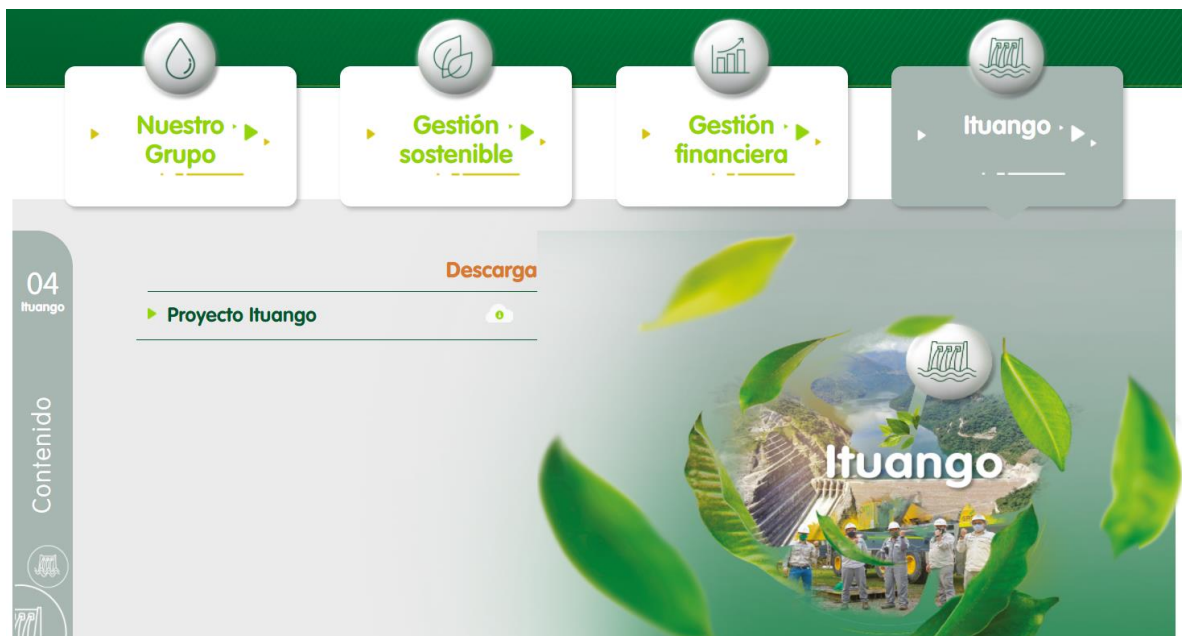 Nuestro
Grupo
Gestión
sostenible
Gestión
financiera
Ituango
04
Ituango
Contenido
Descarga
Proyecto Ituango
Ituango